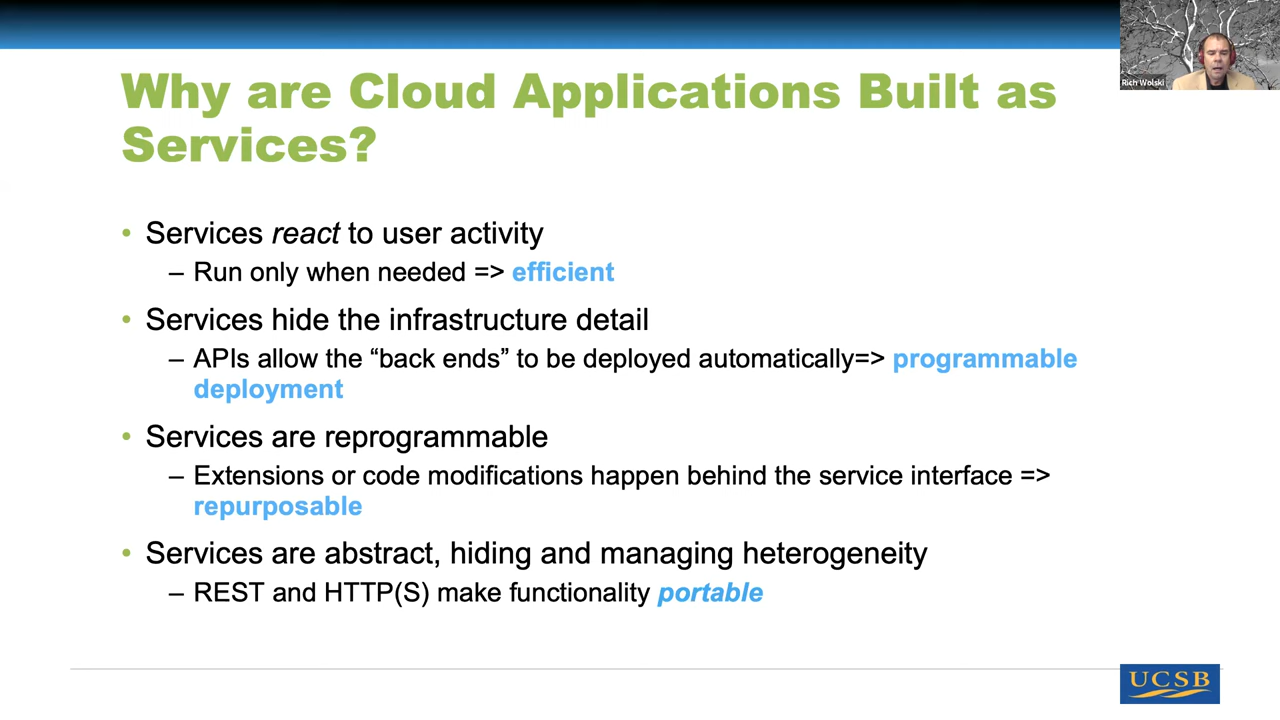 Rich Wolski
Why are Cloud Applications Built as
Services?
• Services react to user activity
– Run only when needed => efficient
• Services hide the infrastructure detail
– APIs allow the “back ends” to be deployed automatically=> programmable
deployment
• Services are reprogrammable
– Extensions or code modifications happen behind the service interface =>
repurposable
• Services are abstract, hiding and managing heterogeneity
– REST and HTTP(S) make functionality portable
UCSB